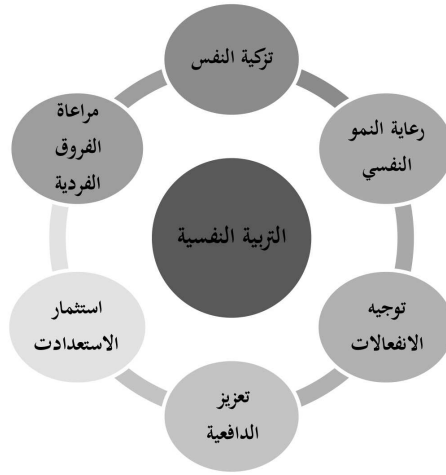 تزكية النفس
رعاية النمو
النفسي
توجيه
الانفعالات
تعزيز
الدافعية
استثمار
الاستعدادت
مراعاة
الفروق
الفردية
التربية النفسية